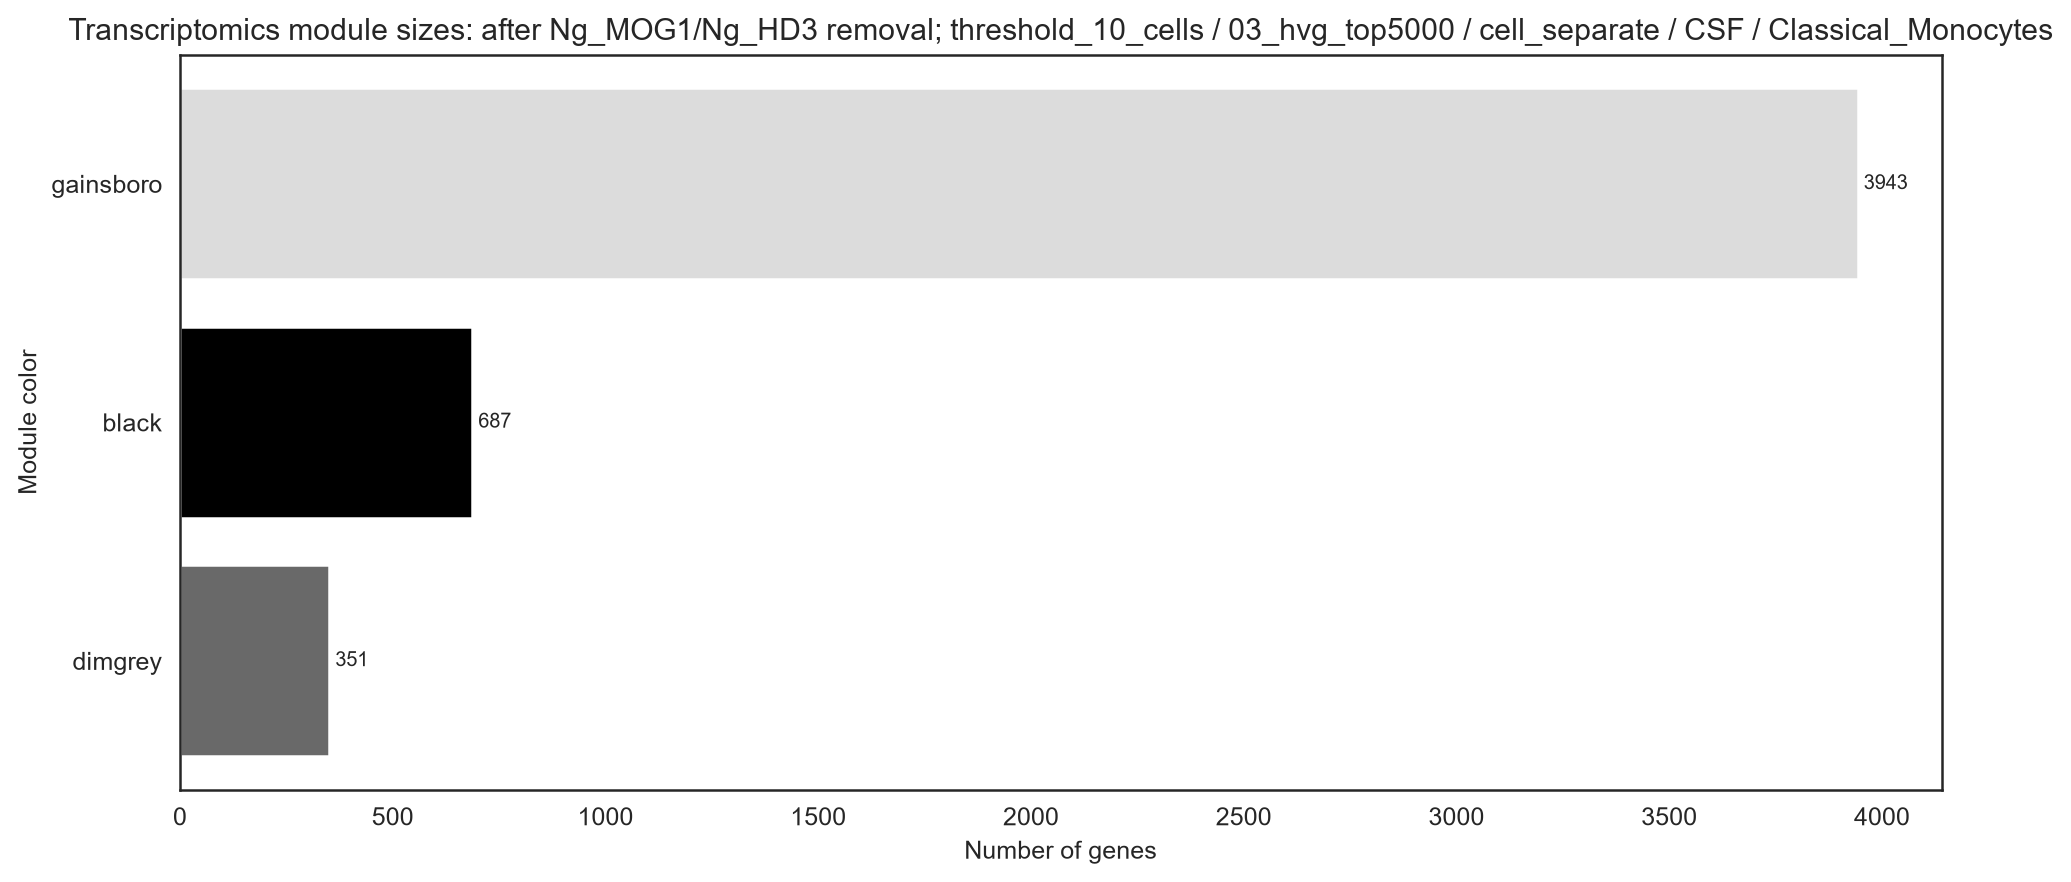 Transcriptomics module sizes: after Ng_MOG1/Ng_HD3 removal; threshold_10_cells / 03_hvg_top5000 / cell_separate / CSF / Classical_Monocytes
gainsboro
3943
black
687
dimgrey
351
Module color
0 500 1000 1500 2000 2500 3000 3500 4000
Number of genes